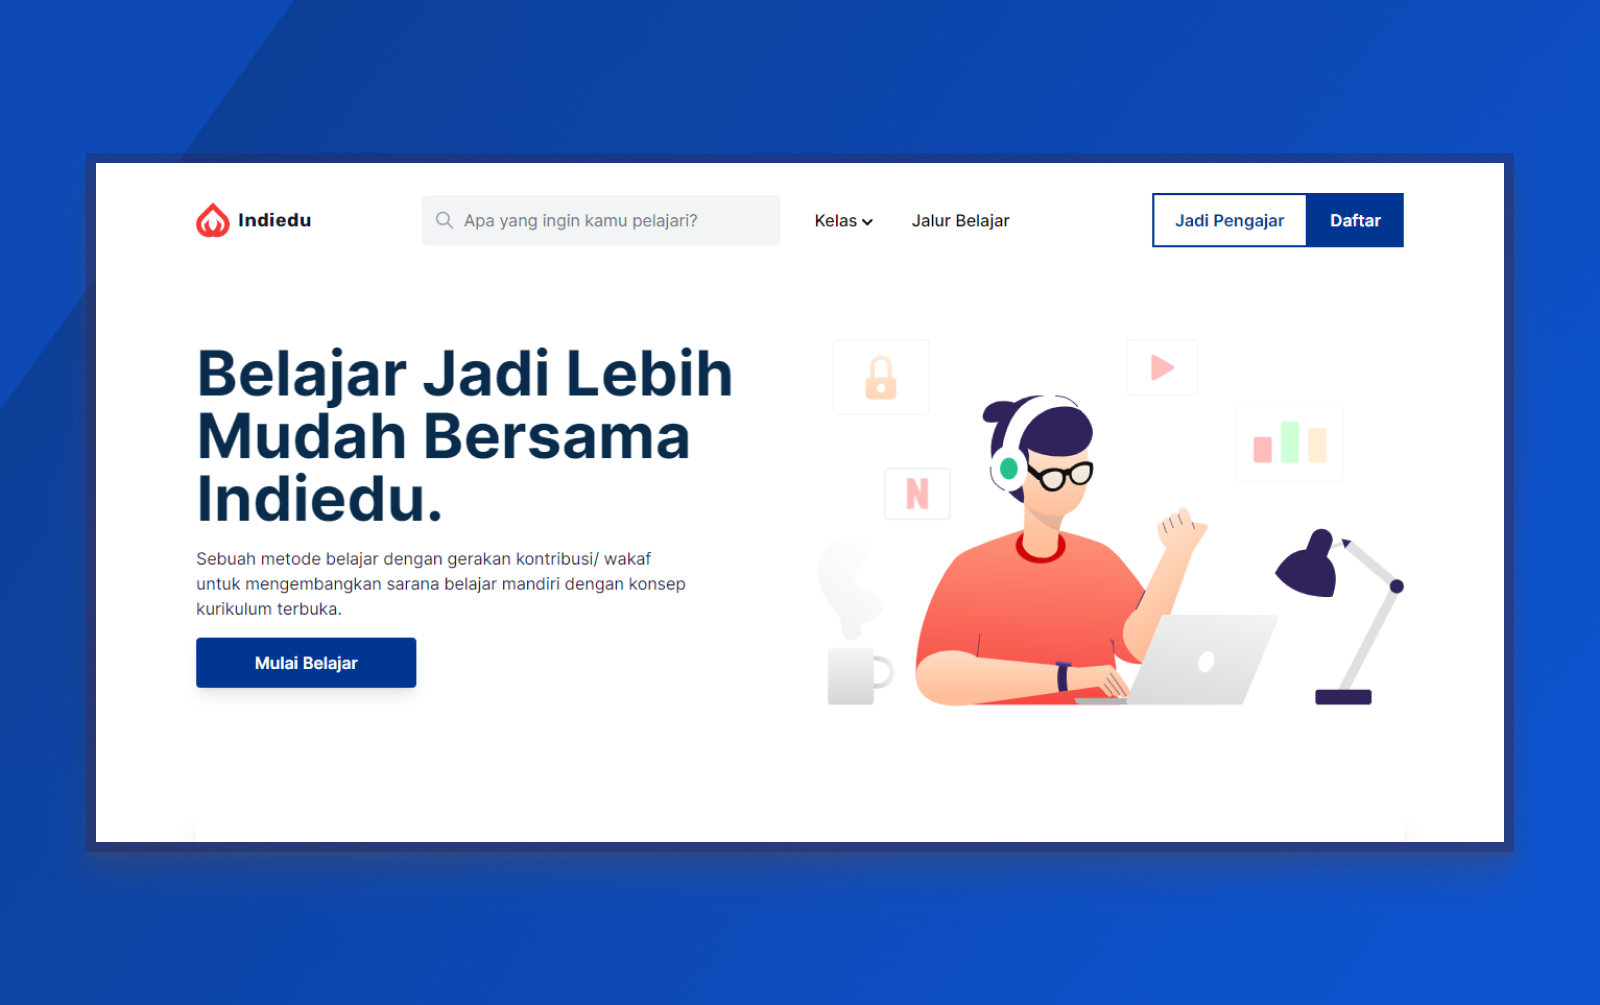 Indiedu
Apa yang ingin kamu pelajari?
Kelas
Jalur Belajar
Jadi Pengajar
Daftar
Belajar Jadi Lebih
Mudah Bersama
Indiedu.
Sebuah metode belajar dengan gerakan kontribusi/ wakaf
untuk mengembangkan sarana belajar mandiri dengan konsep
kurikulum terbuka.
Mulai Belajar
N